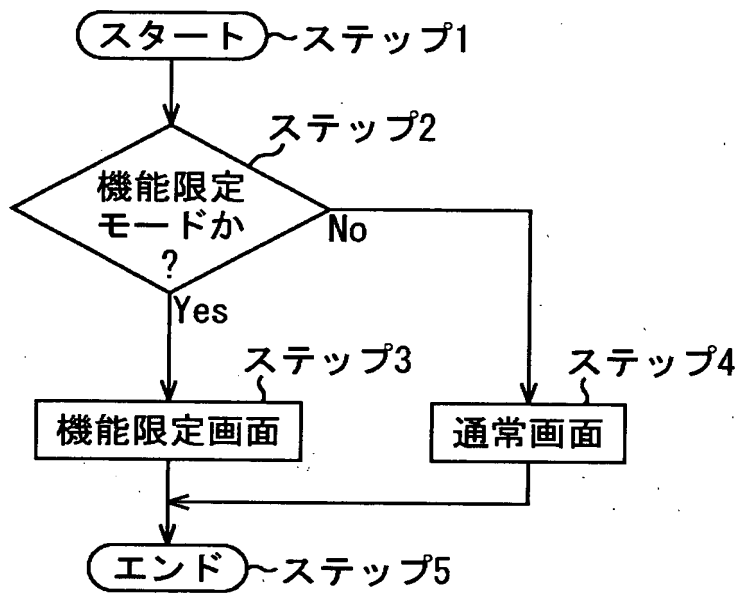 スタート
ステップ1
ステップ2
機能限定
モードか
?
No
Yes
ステップ3
ステップ4
機能限定画面
通常画面
エンド
ステップ5